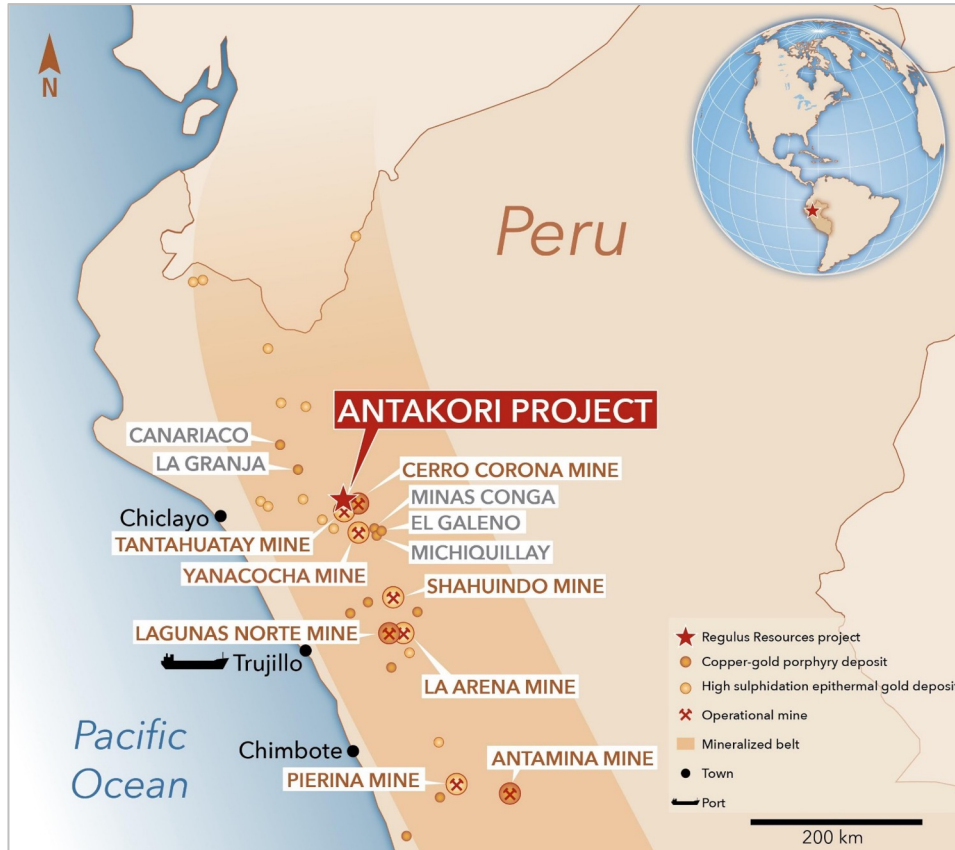 N
Peru
ANTAKORI PROJECT
CANARIACO
LA GRANJA
CERRO CORONA MINE
MINAS CONGA
EL GALENO
MICHIQUILLAY
Chiclayo
TANTAHUATAY MINE
YANACOCHA MINE
SHAHUINDO MINE
LAGUNAS NORTE MINE
Trujillo
LA ARENA MINE
Pacific
Ocean
Chimbote
PIERINA MINE
ANTAMINA MINE
Regulus Resources project
Copper-gold porphyry deposit
High sulphidation epithermal gold deposit
Operational mine
Mineralized belt
Town
Port
200 km